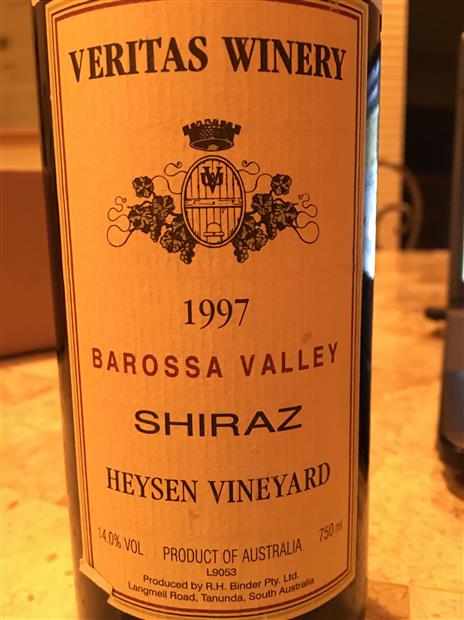 VERITAS WINERY
VW
1997
BAROSSA VALLEY
SHIRAZ
HEYSEN VINEYARD
14.0% VOL PRODUCT OF AUSTRALIA 750 ml
L9053
Produced by R.H. Binder Pty. Ltd.
Langmeil Road, Tanunda, South Australia